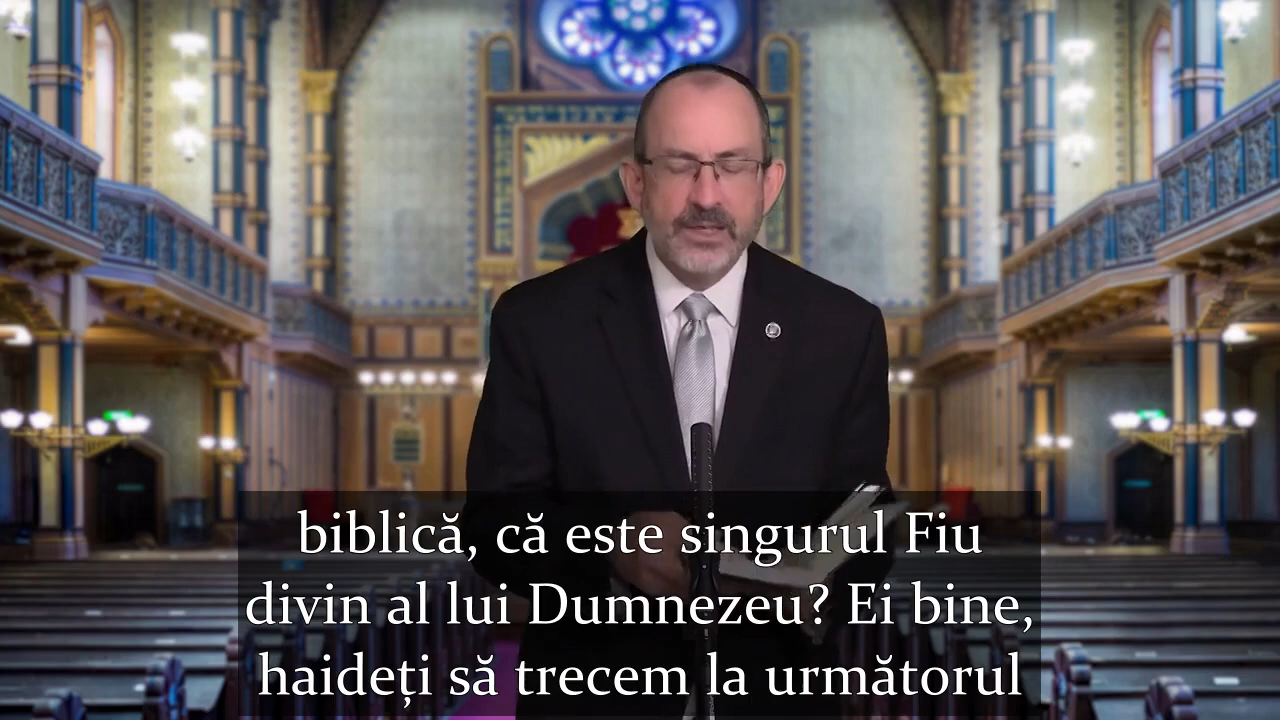 biblică, că este singurul Fiu
divin al lui Dumnezeu? Ei bine,
haideți să trecem la următorul